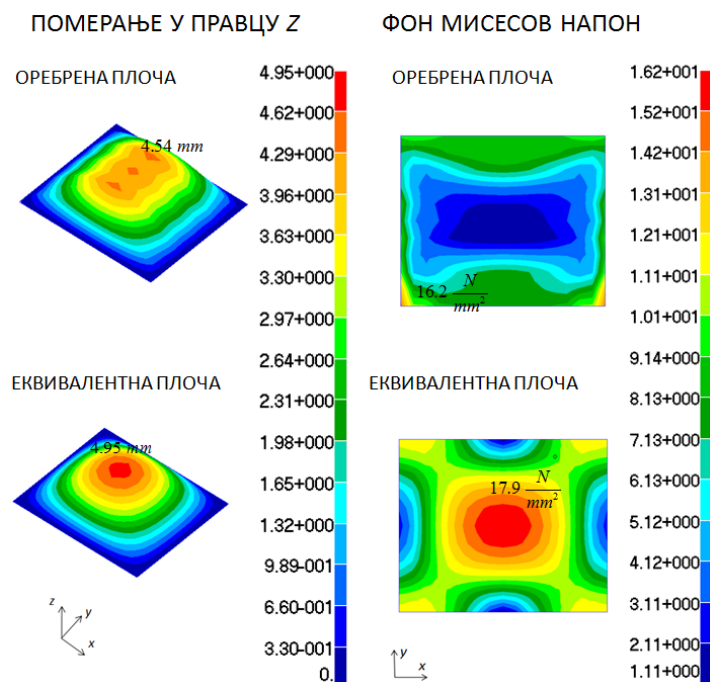 ПОМЕРАЊЕ У ПРАВЦУ Z
ФОН МИСЕСОВ НАПОН
ОРЕБРЕНА ПЛОЧА
4.54 mm
4.95+000
4.62+000
4.29+000
3.96+000
3.63+000
3.30+000
2.97+000
2.64+000
2.31+000
1.98+000
1.65+000
1.32+000
9.89-001
6.60-001
3.30-001
0.
ОРЕБРЕНА ПЛОЧА
16.2 N/mm²
1.62+001
1.52+001
1.42+001
1.31+001
1.21+001
1.11+001
1.01+001
9.14+000
8.13+000
7.13+000
6.13+000
5.12+000
4.12+000
3.11+000
2.11+000
1.11+000
ЕКВИВАЛЕНТНА ПЛОЧА
4.95 mm
z
y
x
ЕКВИВАЛЕНТНА ПЛОЧА
17.9 N/mm²
y
x